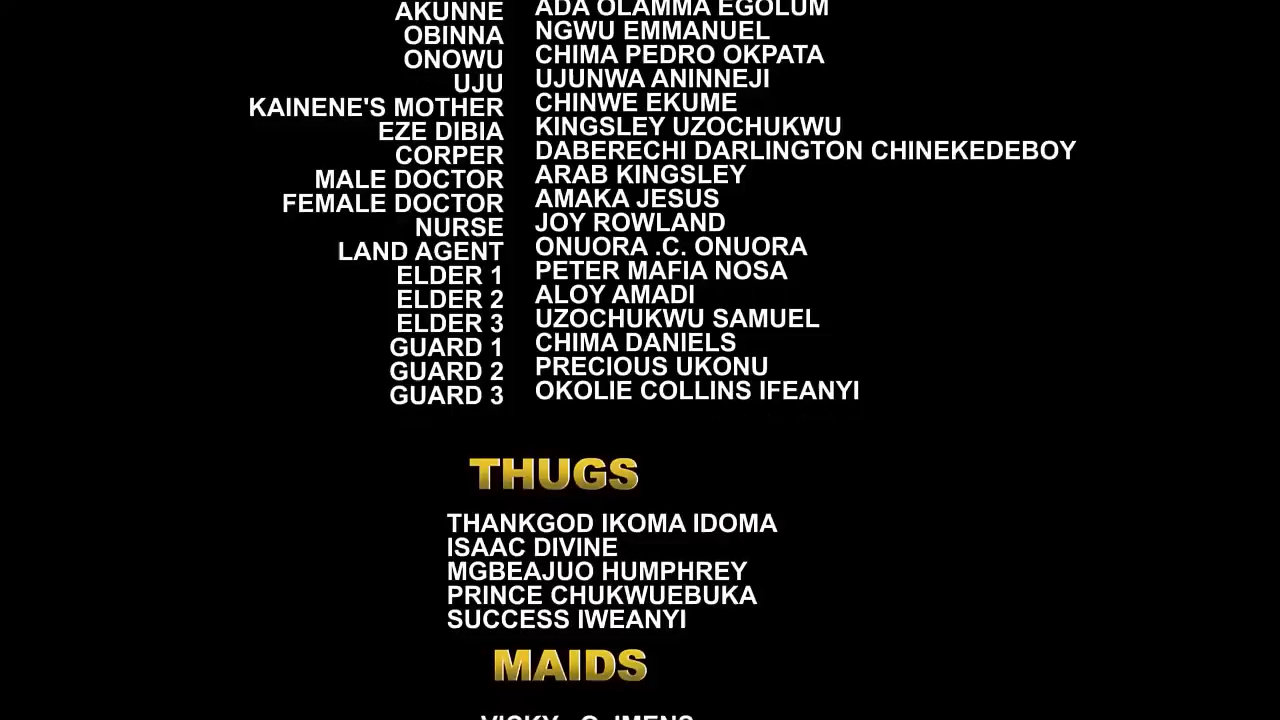 AKUNNE ADA OLAMMA EGOLUM
OBINNA NGWU EMMANUEL
ONOWU CHIMA PEDRO OKPATA
UJU UJUNWA ANINNEJI
KAINENE'S MOTHER CHINWE EKUME
EZE DIBIA KINGSLEY UZOCHUKWU
CORPER DABERECHI DARLINGTON CHINEKEDEBOY
MALE DOCTOR ARAB KINGSLEY
FEMALE DOCTOR AMAKA JESUS
NURSE JOY ROWLAND
LAND AGENT ONUORA .C. ONUORA
ELDER 1 PETER MAFIA NOSA
ELDER 2 ALOY AMADI
ELDER 3 UZOCHUKWU SAMUEL
GUARD 1 CHIMA DANIELS
GUARD 2 PRECIOUS UKONU
GUARD 3 OKOLIE COLLINS IFEANYI
THUGS
THANKGOD IKOMA IDOMA
ISAAC DIVINE
MGBEAJUO HUMPHREY
PRINCE CHUKWUEBUKA
SUCCESS IWEANYI
MAIDS